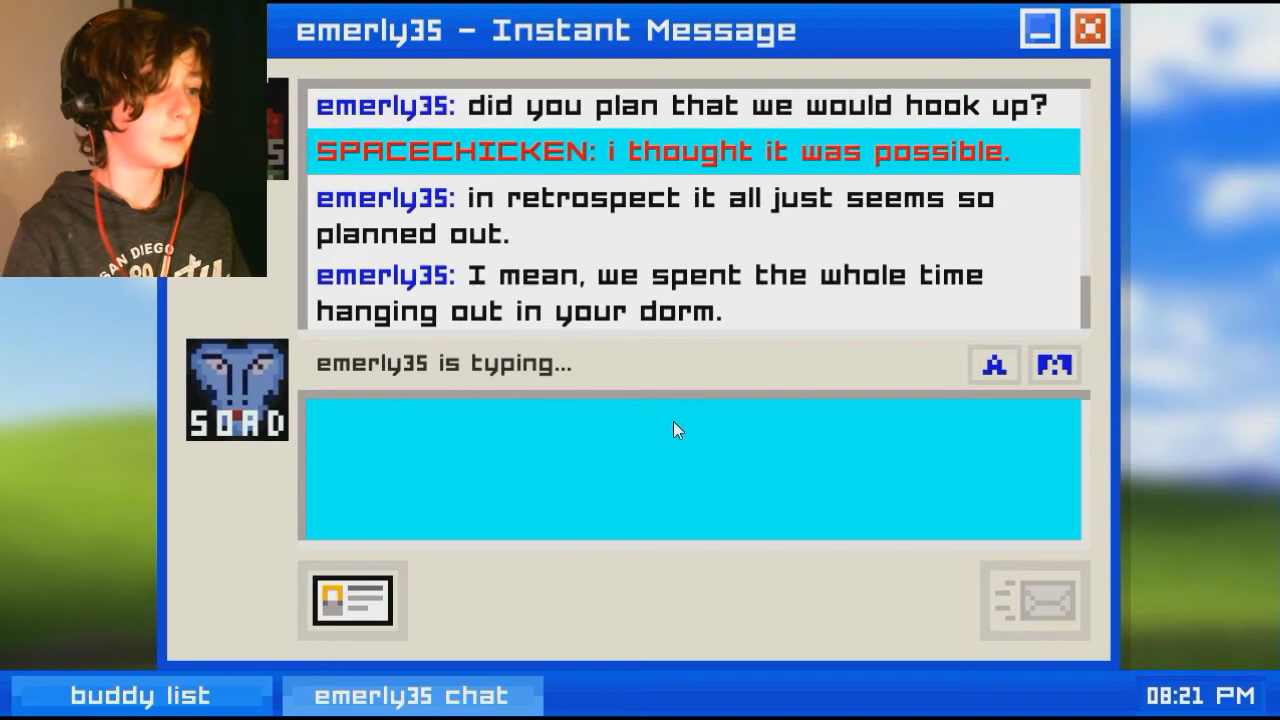 emerly35 - Instant Message
emerly35: did you plan that we would hook up?
SPACECHICKEN: i thought it was possible.
emerly35: in retrospect it all just seems so
planned out.
emerly35: I mean, we spent the whole time
hanging out in your dorm.
SAN DIEGO
emerly35 is typing...
A
SOAD
buddy list
emerly35 chat
08:21 PM